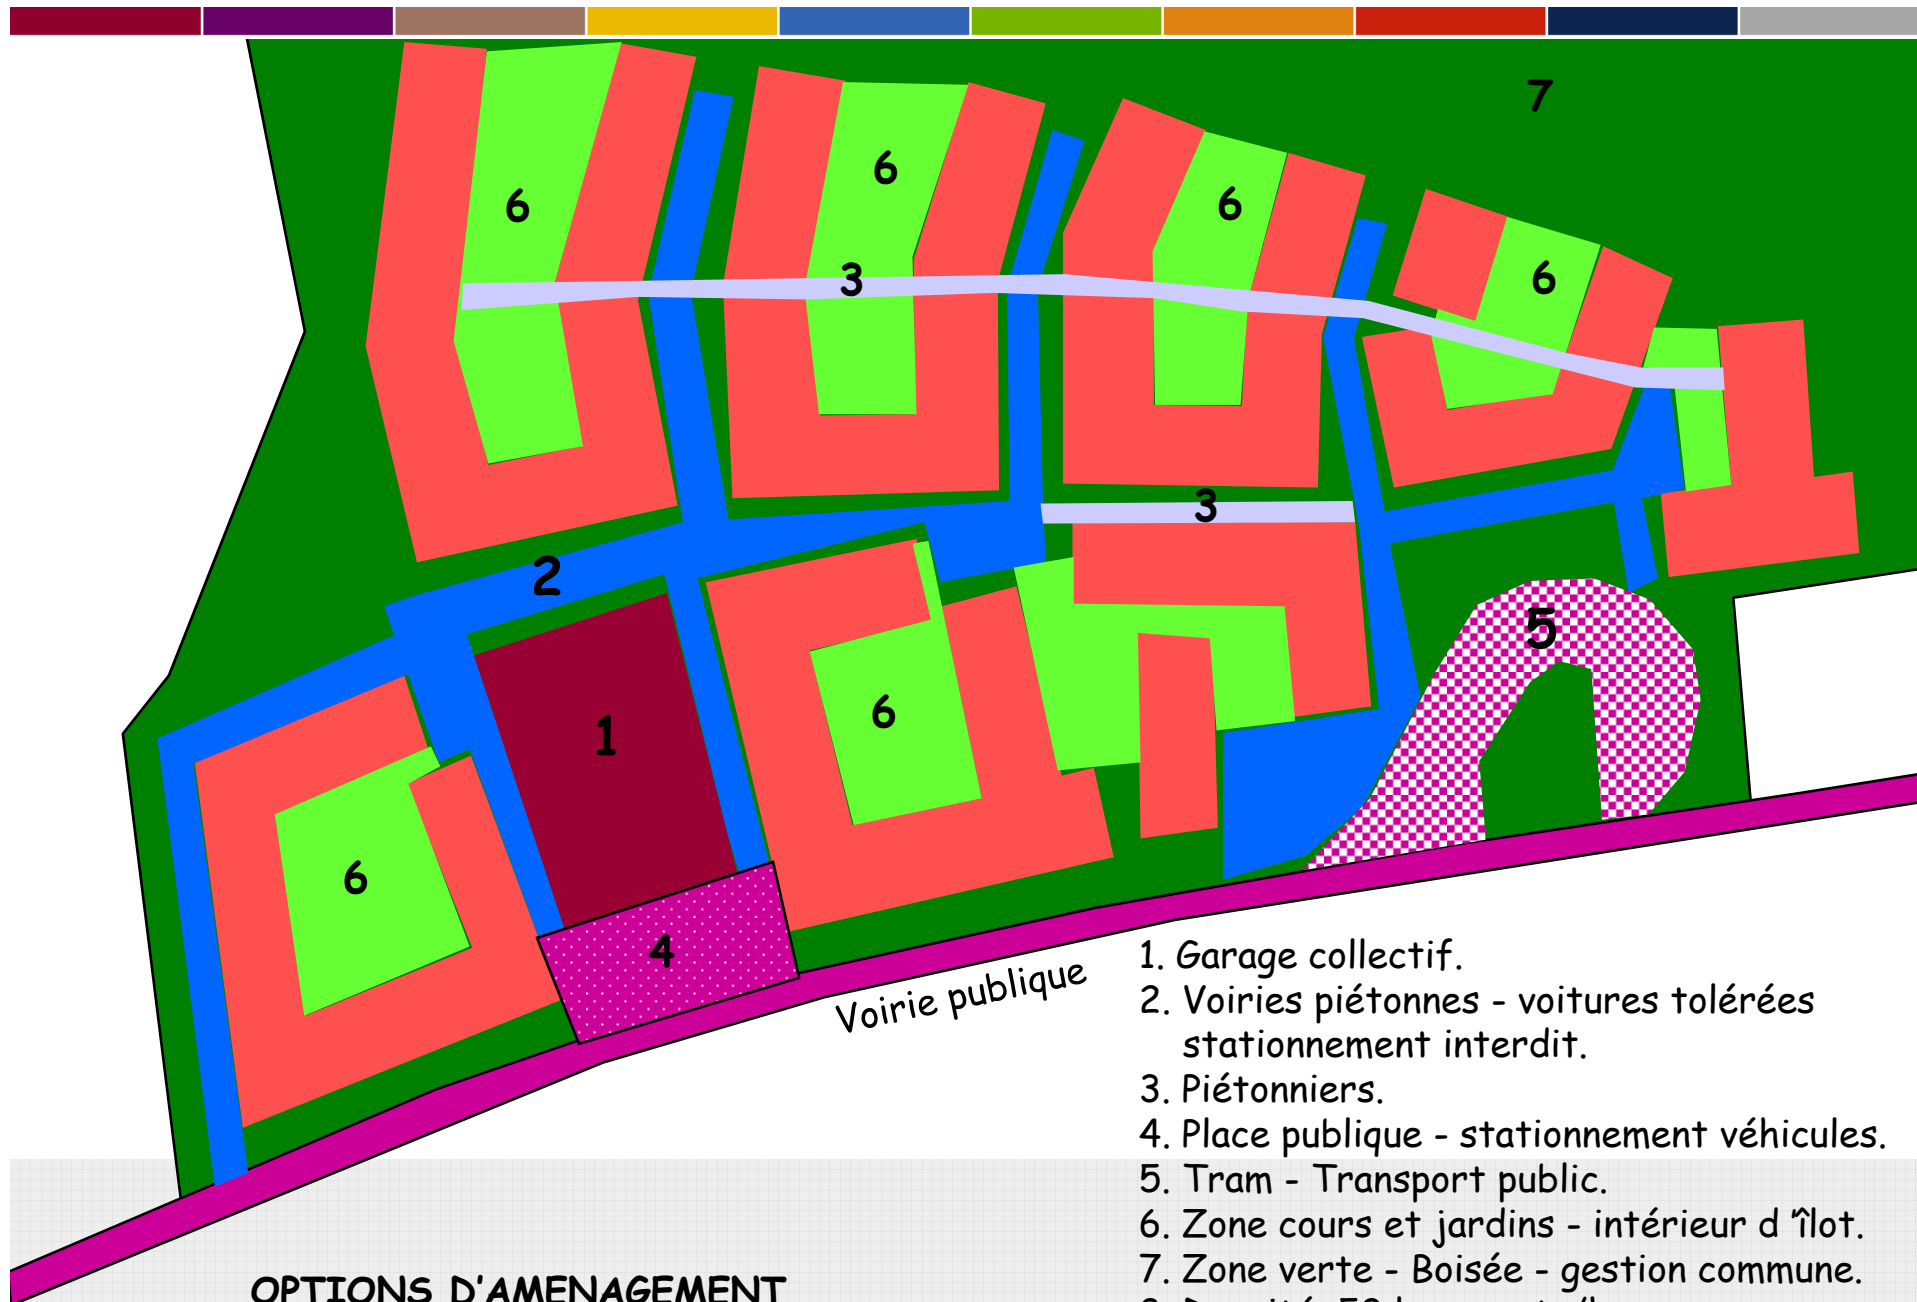 7
6
6
6
6
3
3
2
5
1
6
6
4
Voirie publique
1. Garage collectif.
2. Voiries piétonnes - voitures tolérées
stationnement interdit.
3. Piétonniers.
4. Place publique - stationnement véhicules.
5. Tram - Transport public.
6. Zone cours et jardins - intérieur d 'îlot.
7. Zone verte - Boisée - gestion commune.
OPTIONS D'AMENAGEMENT